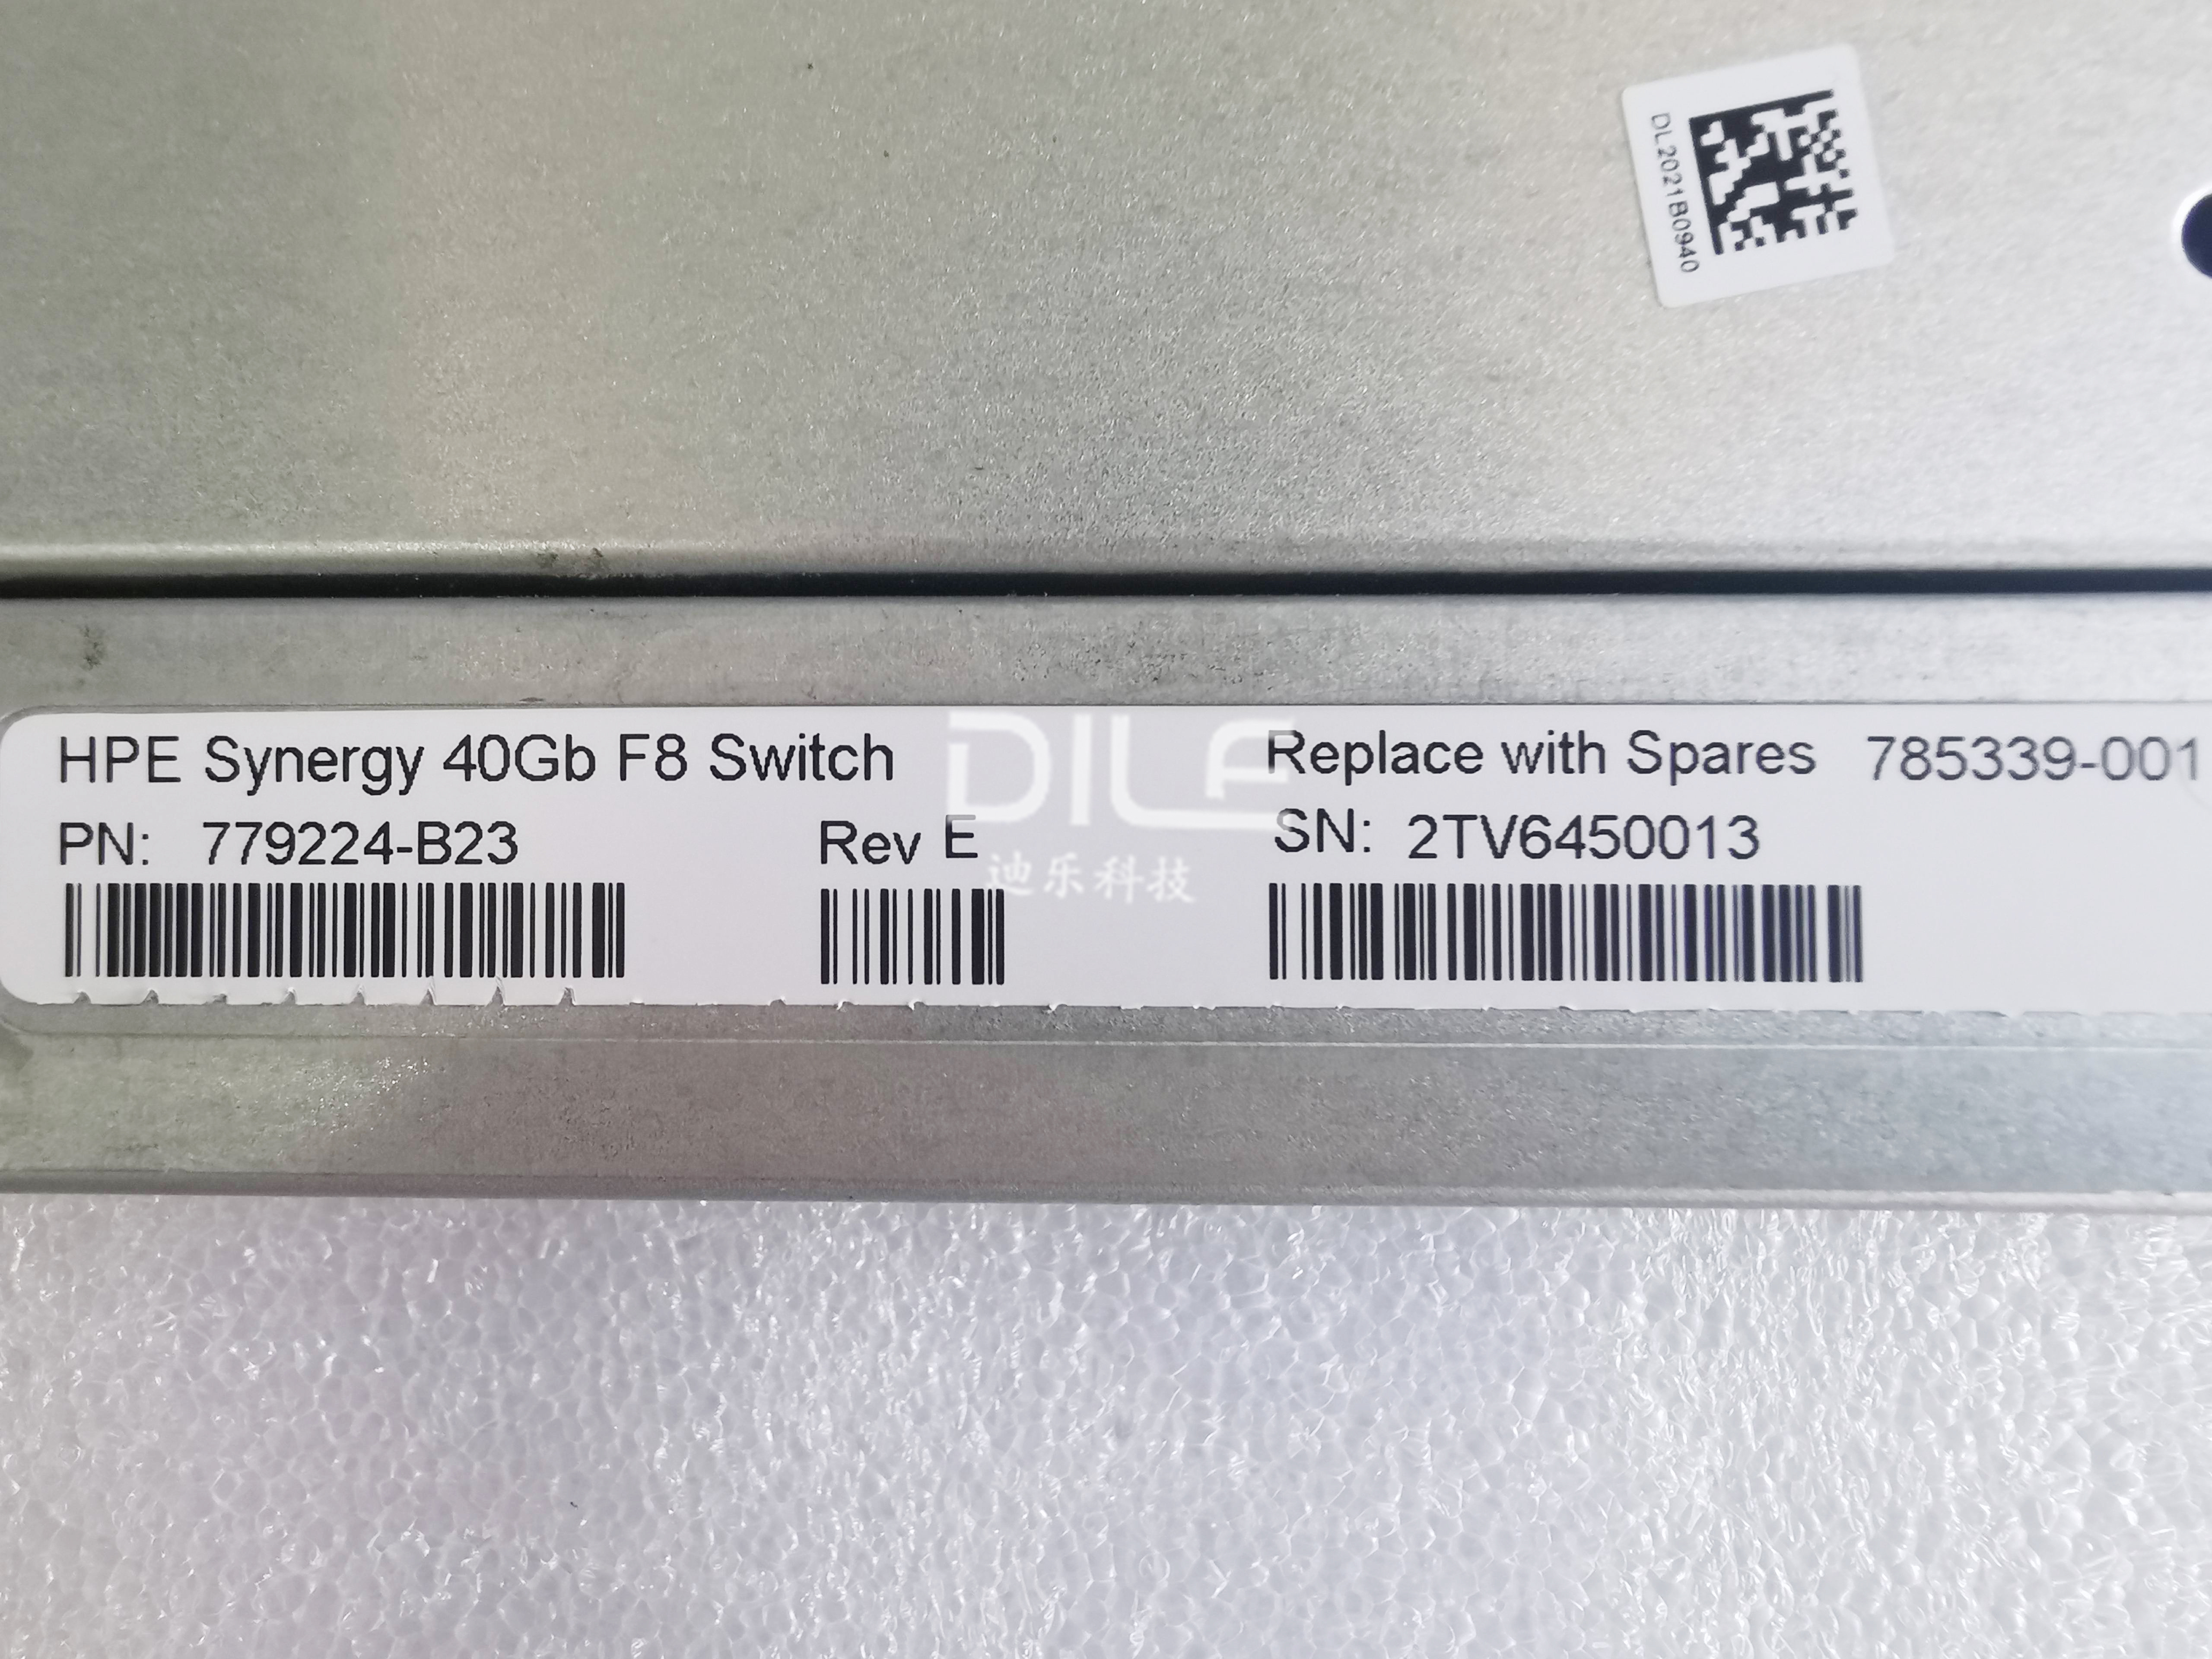 DL2021B0940
HPE Synergy 40Gb F8 Switch
Replace with Spares 785339-001
PN: 779224-B23
Rev E
SN: 2TV6450013
DILE
迪乐科技